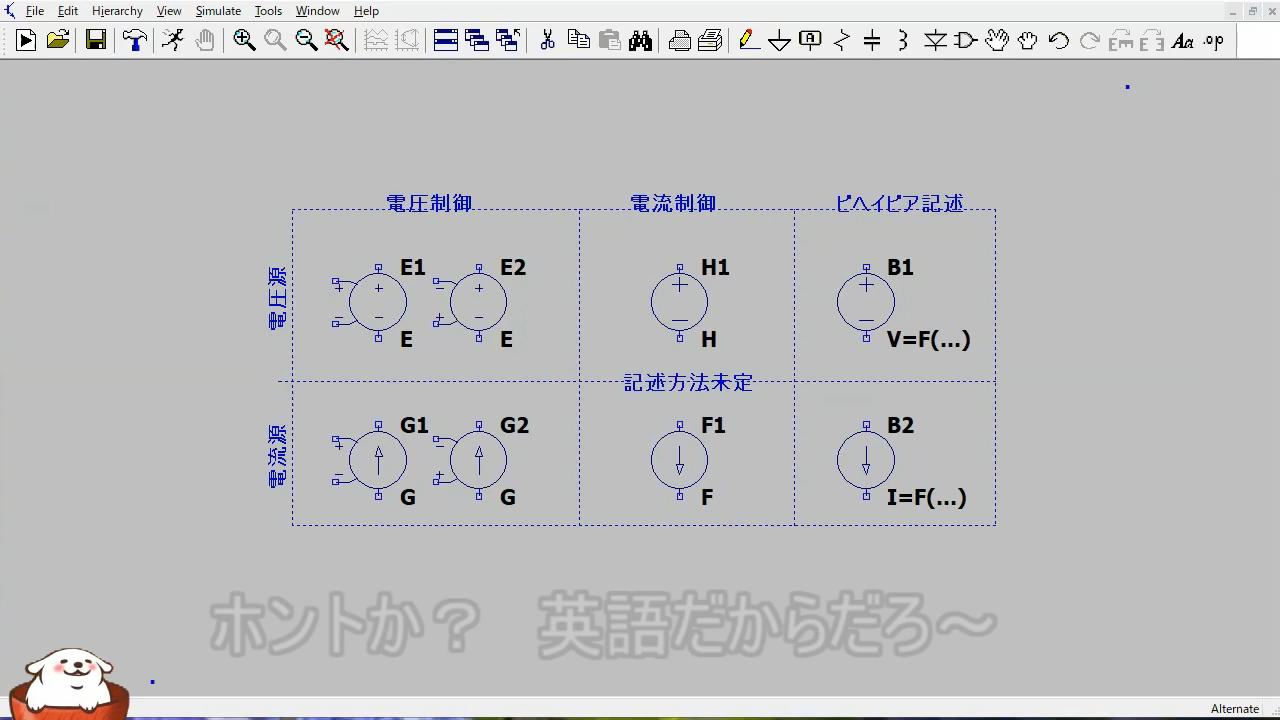 File Edit Hierarchy View Simulate Tools Window Help
Aa .op
電圧制御 電流制御 ビヘイビア記述
電圧源
E1 E2 H1 B1
E E H V=F(...)
記述方法未定
電流源
G1 G2 F1 B2
G G F I=F(...)
ホントか? 英語だからだろ～
Alternate